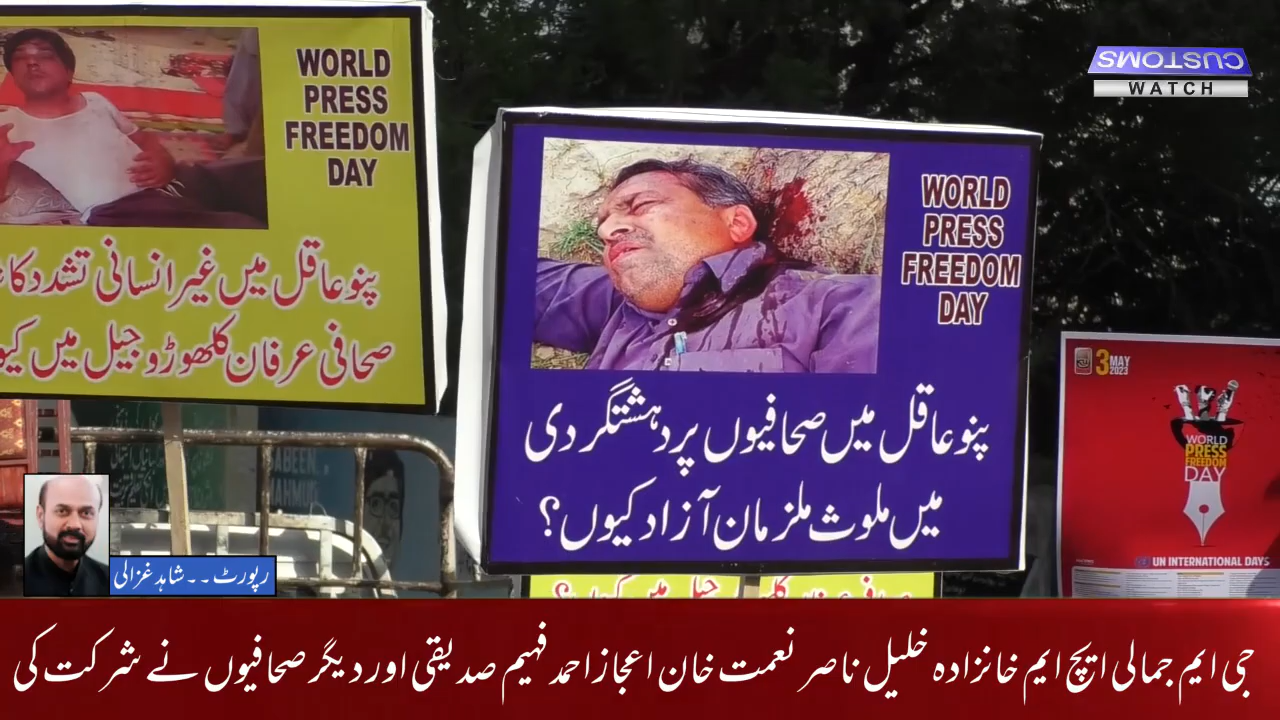 CUSTOMS
WATCH
WORLD
PRESS
FREEDOM
DAY
پنوعاقل میں غیر انسانی تشدد کا
صحافی عرفان کلھوڑو جیل میں
WORLD
PRESS
FREEDOM
DAY
پنوعاقل میں صحافیوں پر دہشتگردی
میں ملوث ملزمان آزاد کیوں؟
3 MAY
2023
WORLD
PRESS
FREEDOM
DAY
UN INTERNATIONAL DAYS
رپورٹ۔۔شاہد غزالی
جی ایم جمالی ایچ ایم خانزادہ خلیل ناصر نعمت خان اعجاز احمد فہیم صدیقی اور دیگر صحافیوں نے شرکت کی